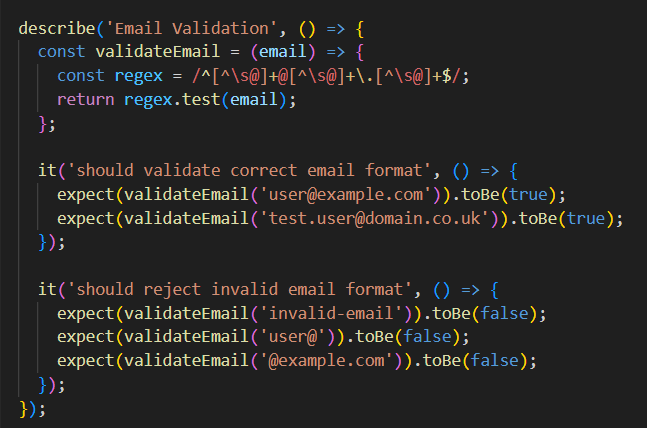 describe('Email Validation', () => {
  const validateEmail = (email) => {
    const regex = /^[^\s@]+@[^\s@]+\.[^\s@]+$/;
    return regex.test(email);
  };

  it('should validate correct email format', () => {
    expect(validateEmail('user@example.com')).toBe(true);
    expect(validateEmail('test.user@domain.co.uk')).toBe(true);
  });

  it('should reject invalid email format', () => {
    expect(validateEmail('invalid-email')).toBe(false);
    expect(validateEmail('user@')).toBe(false);
    expect(validateEmail('@example.com')).toBe(false);
  });
});